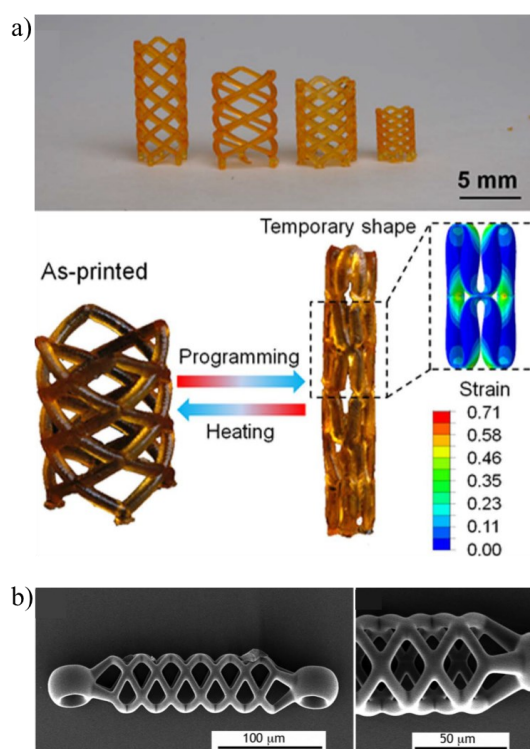 a)
5 mm
Temporary shape
As-printed
Programming
Heating
Strain
0.71
0.58
0.46
0.35
0.23
0.11
0.00
b)
100 μm
50 μm